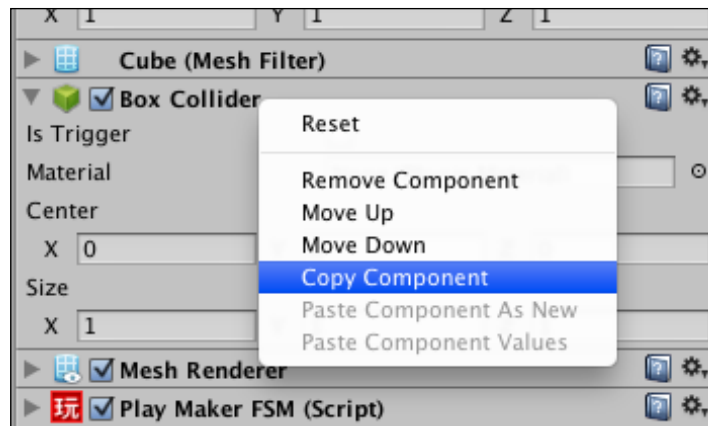 X 1 Y 1 Z 1
Cube (Mesh Filter)
Box Collider
Is Trigger
Material
Center
X 0
Size
X 1
Reset
Remove Component
Move Up
Move Down
Copy Component
Paste Component As New
Paste Component Values
Mesh Renderer
玩 Play Maker FSM (Script)